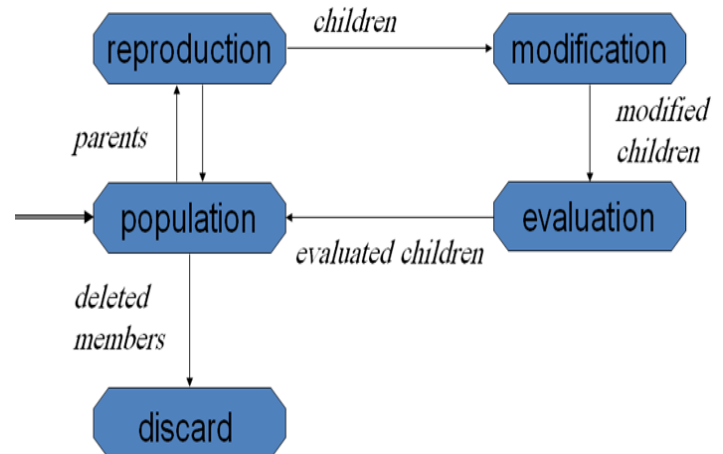 children
reproduction
modification
parents
modified
children
population
evaluation
evaluated children
deleted
members
discard